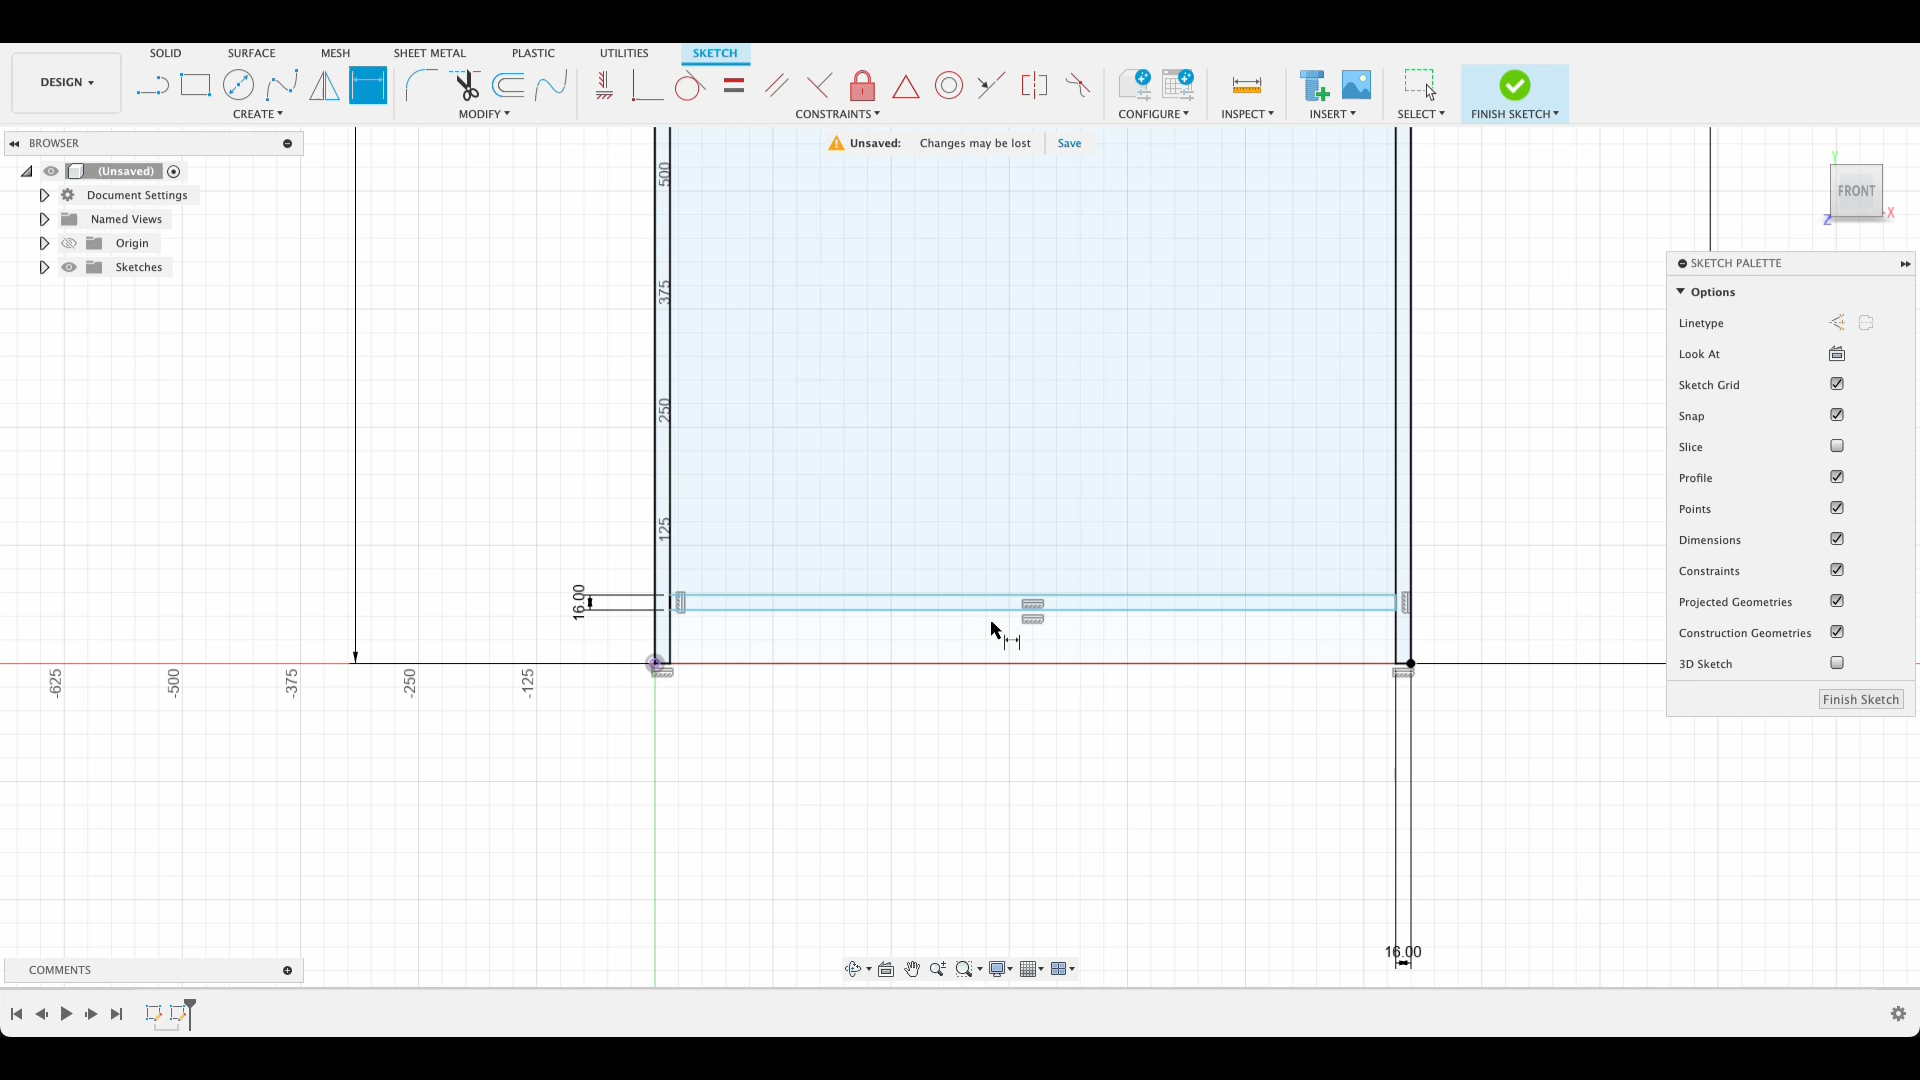 SOLID SURFACE MESH SHEET METAL PLASTIC UTILITIES SKETCH
DESIGN
CREATE MODIFY CONSTRAINTS CONFIGURE INSPECT INSERT SELECT FINISH SKETCH
BROWSER
Unsaved: Changes may be lost Save
(Unsaved)
Document Settings
Named Views
Origin
Sketches
FRONT
Y
X
Z
SKETCH PALETTE
Options
Linetype
Look At
Sketch Grid
Snap
Slice
Profile
Points
Dimensions
Constraints
Projected Geometries
Construction Geometries
3D Sketch
Finish Sketch
500
375
250
125
16.00
-625 -500 -375 -250 -125
16.00
COMMENTS